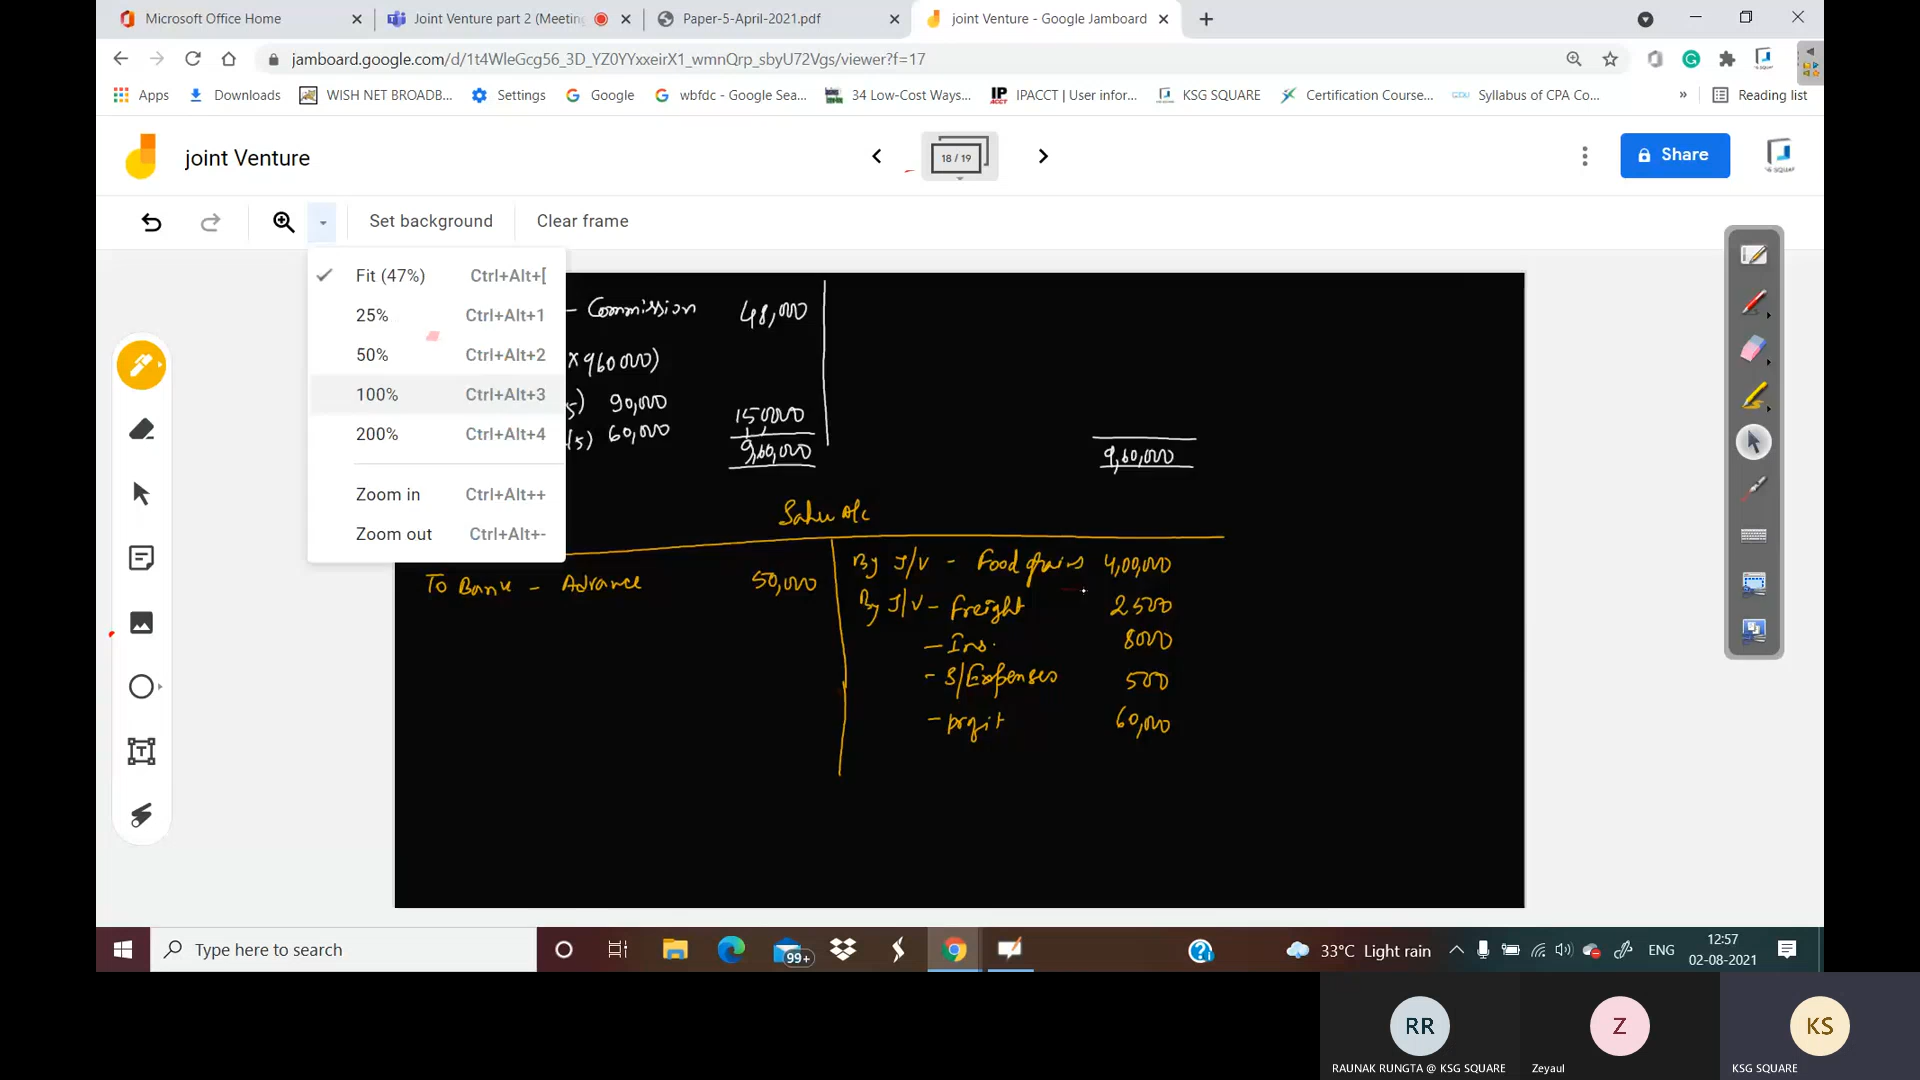 Microsoft Office Home
Joint Venture part 2 (Meetin
Paper-5-April-2021.pdf
joint Venture - Google Jamboard
jamboard.google.com/d/1t4WleGcg56_3D_YZ0YYxxeirX1_wmnQrp_sbyU72Vgs/viewer?f=17
Apps
Downloads
WISH NET BROADB...
Settings
Google
wbfdc - Google Sea...
34 Low-Cost Ways...
IPACCT | User infor...
KSG SQUARE
Certification Course...
Syllabus of CPA Co...
»
Reading list
joint Venture
18 / 19
Share
Set background
Clear frame
Fit (47%) Ctrl+Alt+[
25% Ctrl+Alt+1
50% Ctrl+Alt+2
100% Ctrl+Alt+3
200% Ctrl+Alt+4
Zoom in Ctrl+Alt++
Zoom out Ctrl+Alt+-
- Commission 48,000
x 960000)
5) 90,000
(5) 60,000
9,60,000
9,60,000
Sahu A/c
To Bank - Advance 50,000
By J/V - Food grains 4,00,000
By J/V - Freight 2500
- Ins. 8000
- S/Expenses 500
- profit 60,000
Type here to search
99+
33°C Light rain
ENG
12:57
02-08-2021
RR
Z
KS
RAUNAK RUNGTA @ KSG SQUARE
Zeyaul
KSG SQUARE